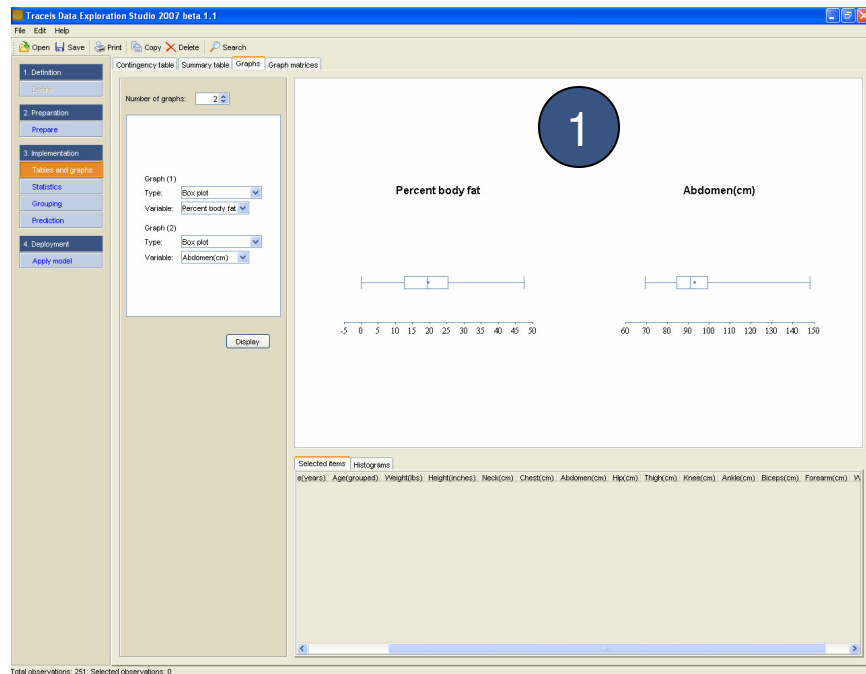 Traceis Data Exploration Studio 2007 beta 1.1
File Edit Help
Open Save Print Copy Delete Search
1. Definition
Define
2. Preparation
Prepare
3. Implementation
Tables and graphs
Statistics
Grouping
Prediction
4. Deployment
Apply model
Contingency table Summary table Graphs Graph matrices
Number of graphs: 2
Graph (1)
Type: Box plot
Variable: Percent body fat
Graph (2)
Type: Box plot
Variable: Abdomen(cm)
Display
1
Percent body fat
-5 0 5 10 15 20 25 30 35 40 45 50
Abdomen(cm)
60 70 80 90 100 110 120 130 140 150
Selected items Histograms
e(years) Age(grouped) Weight(lbs) Height(inches) Neck(cm) Chest(cm) Abdomen(cm) Hip(cm) Thigh(cm) Knee(cm) Ankle(cm) Biceps(cm) Forearm(cm) W
Total observations: 251: Selected observations: 0